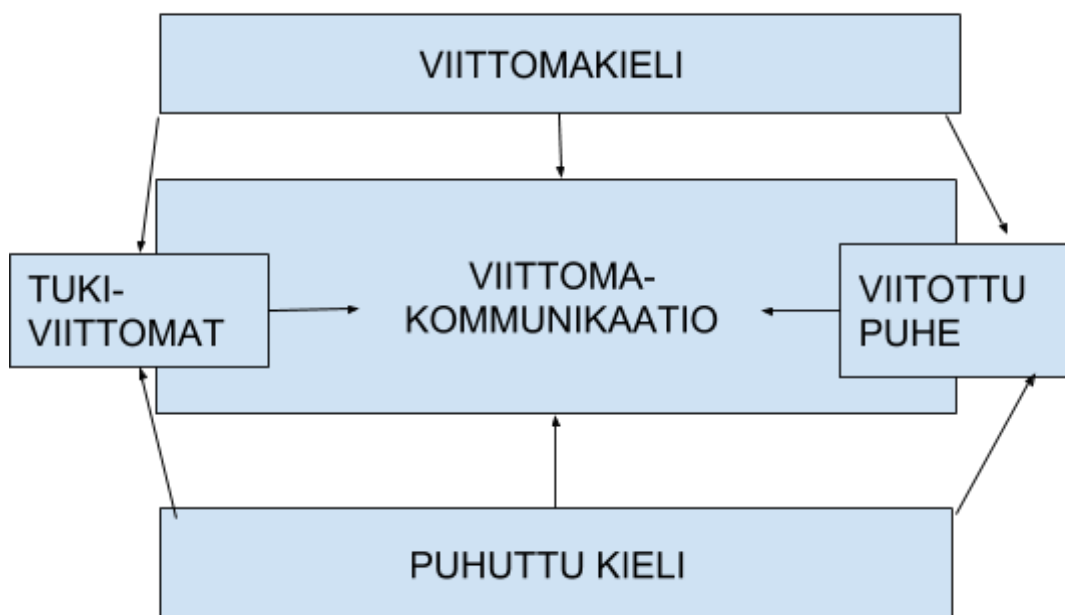 VIITTOMAKIELI
TUKI-
VIITTOMAT
VIITTOMA-
KOMMUNIKAATIO
VIITOTTU
PUHE
PUHUTTU KIELI